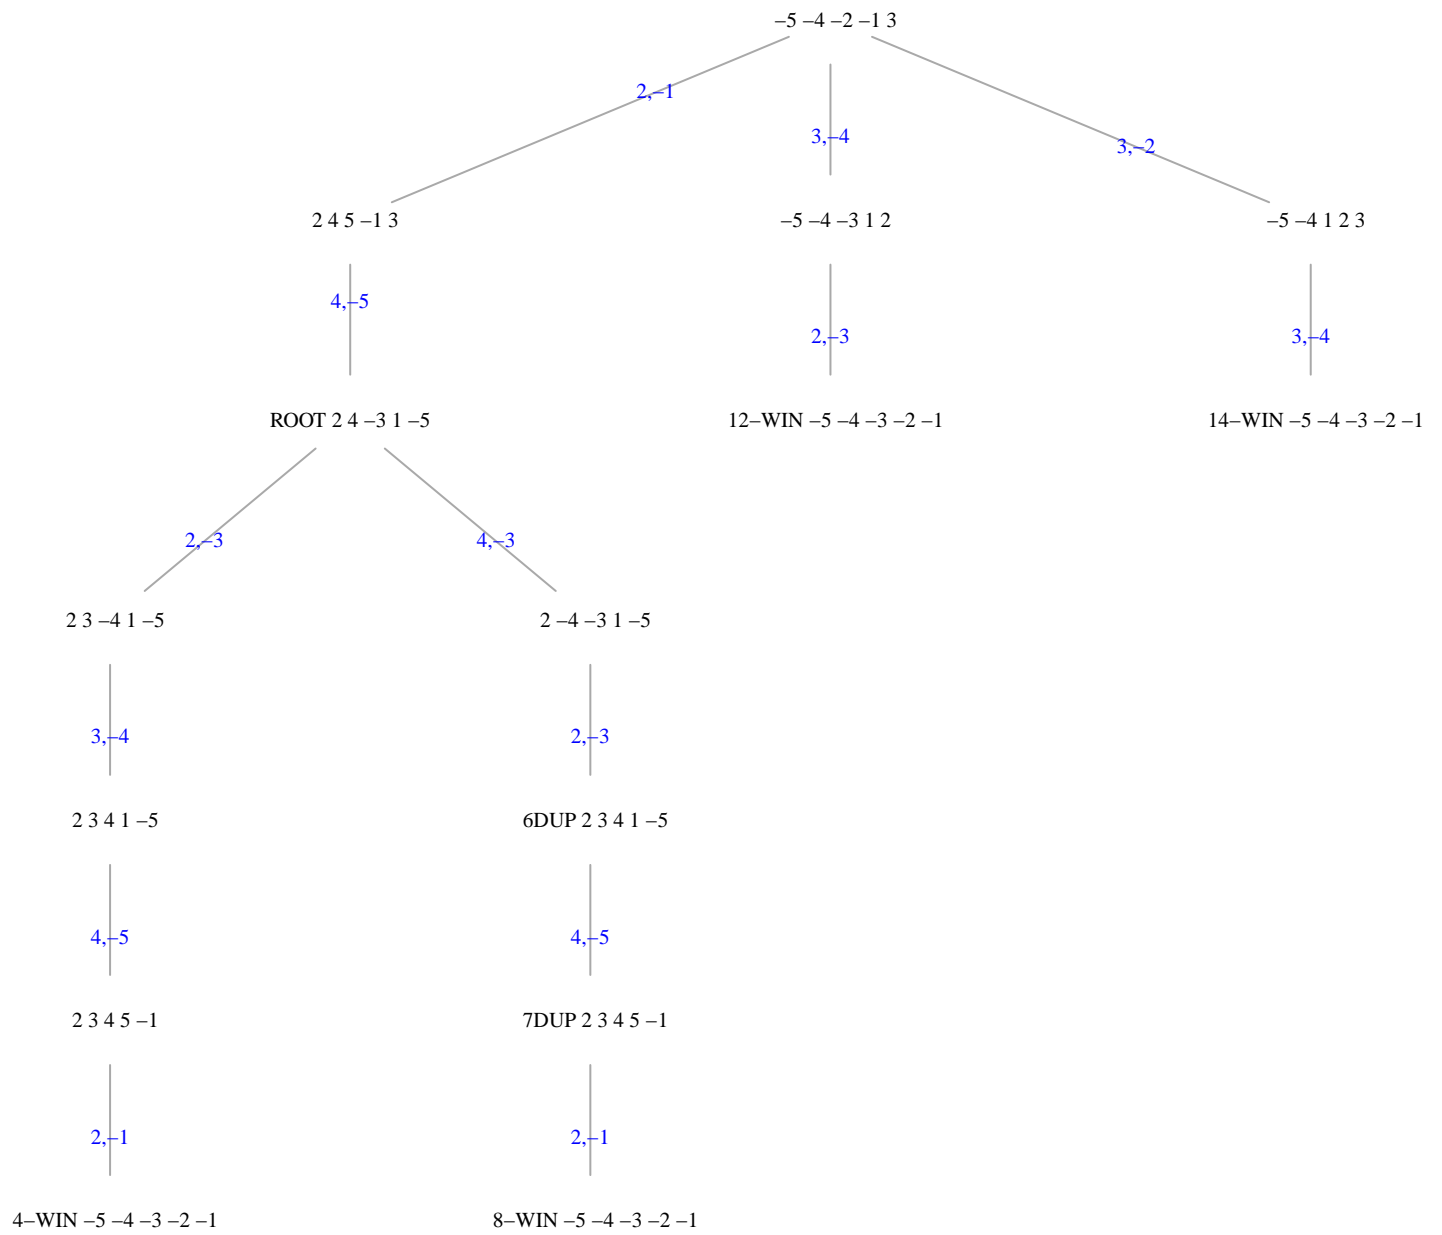 –5 –4 –2 –1 3
2,–1
3,–4
3,–2
2 4 5 –1 3
–5 –4 –3 1 2
–5 –4 1 2 3
4,–5
2,–3
3,–4
ROOT 2 4 –3 1 –5
12–WIN –5 –4 –3 –2 –1
14–WIN –5 –4 –3 –2 –1
2,–3
4,–3
2 3 –4 1 –5
2 –4 –3 1 –5
3,–4
2,–3
2 3 4 1 –5
6DUP 2 3 4 1 –5
4,–5
4,–5
2 3 4 5 –1
7DUP 2 3 4 5 –1
2,–1
2,–1
4–WIN –5 –4 –3 –2 –1
8–WIN –5 –4 –3 –2 –1